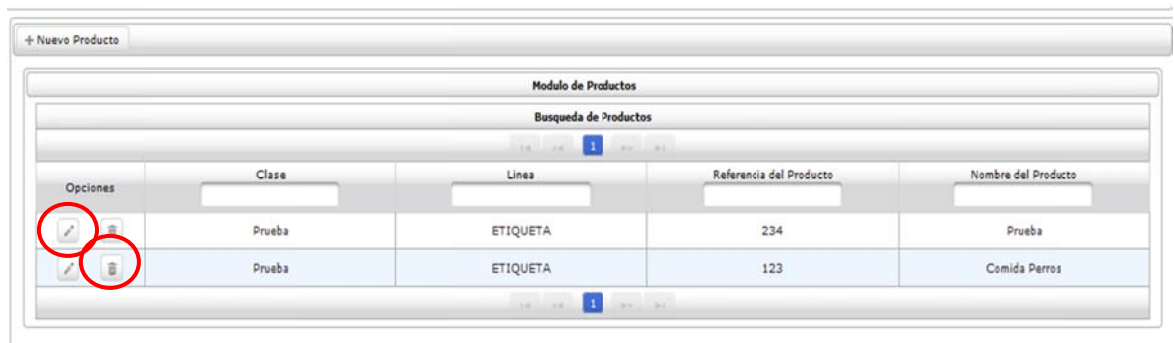 + Nuevo Producto
Modulo de Productos
Busqueda de Productos
1
Opciones Clase Linea Referencia del Producto Nombre del Producto
Prueba ETIQUETA 234 Prueba
Prueba ETIQUETA 123 Comida Perros
1